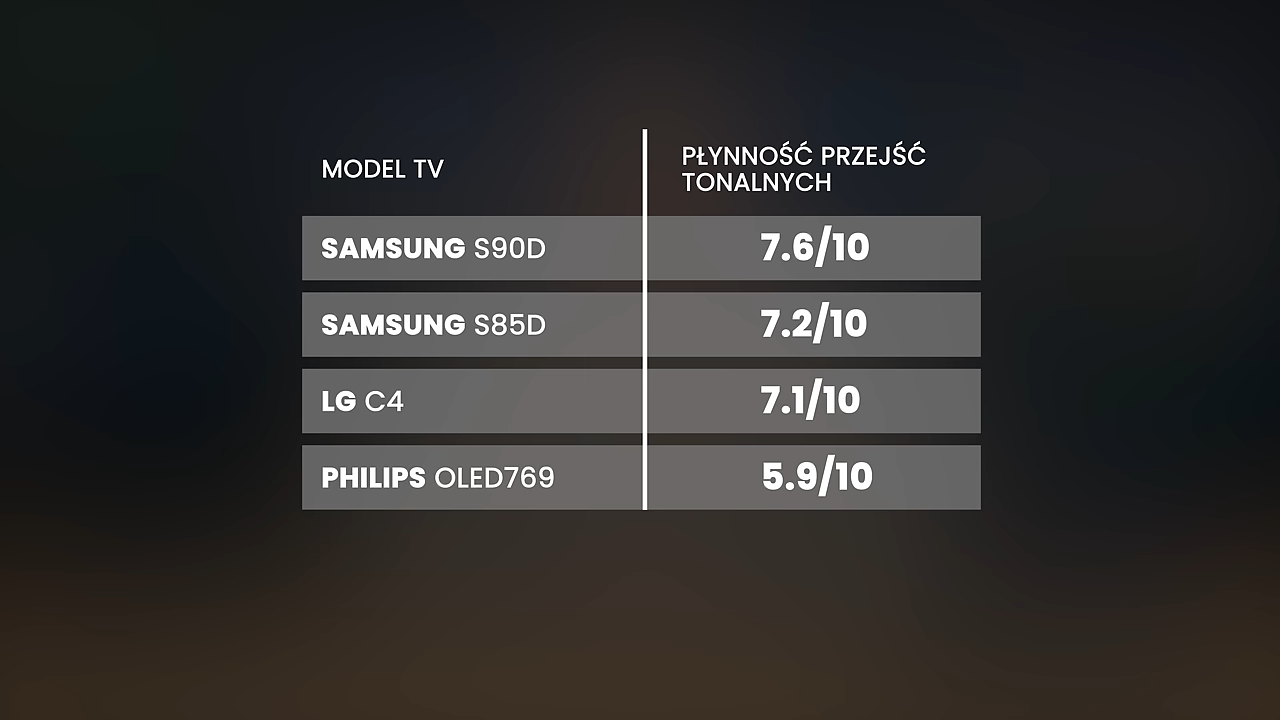 MODEL TV
PŁYNNOŚĆ PRZEJŚĆ
TONALNYCH
SAMSUNG S90D 7.6/10
SAMSUNG S85D 7.2/10
LG C4 7.1/10
PHILIPS OLED769 5.9/10